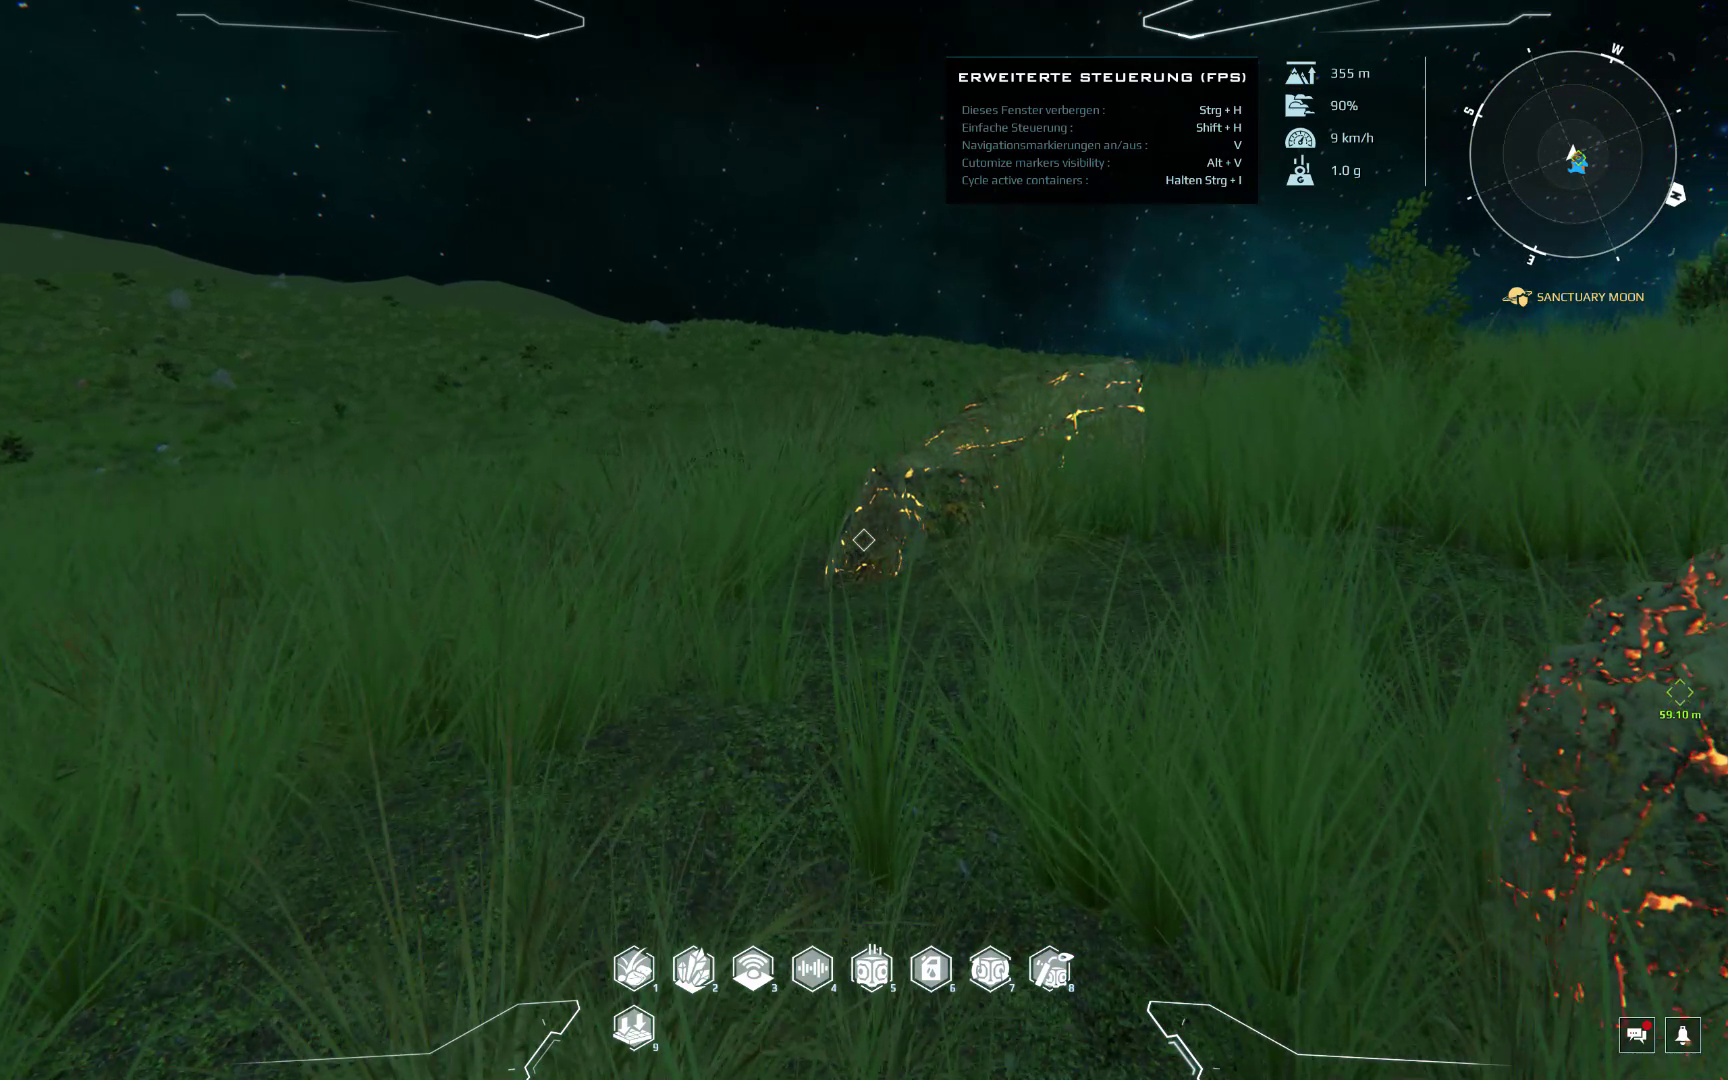 ERWEITERTE STEUERUNG (FPS)
Dieses Fenster verbergen : Strg + H
Einfache Steuerung : Shift + H
Navigationsmarkierungen an/aus : V
Cutomize markers visibility : Alt + V
Cycle active containers : Halten Strg + I
355 m
90%
9 km/h
G
1.0 g
W
S
N
E
SANCTUARY MOON
59.10 m
1
2
3
4
5
6
7
8
9